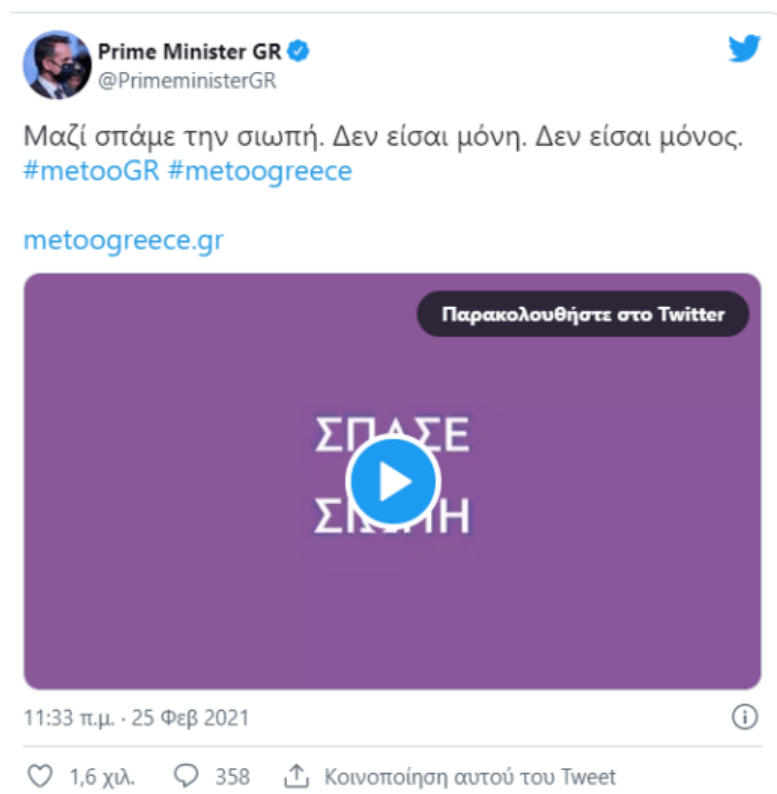 Prime Minister GR
@PrimeministerGR
Μαζί σπάμε την σιωπή. Δεν είσαι μόνη. Δεν είσαι μόνος.
#metooGR #metoogreece
metoogreece.gr
Παρακολουθήστε στο Twitter
ΣΠΑΣΕ
ΣΙΩΠΗ
11:33 π.μ. · 25 Φεβ 2021
1,6 χιλ. 358 Κοινοποίηση αυτού του Tweet